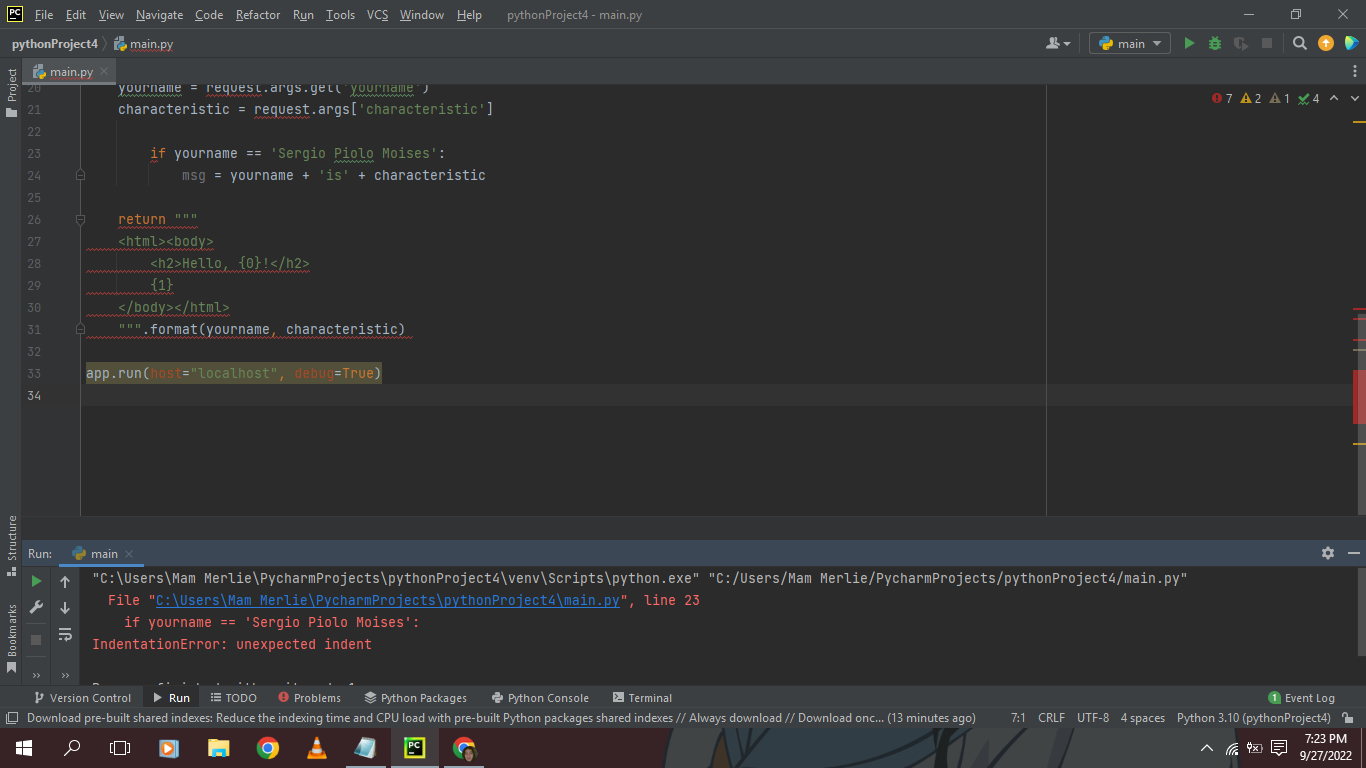 PC File Edit View Navigate Code Refactor Run Tools VCS Window Help pythonProject4 - main.py
pythonProject4 main.py main
Project
main.py
20 yourname = request.args.get('yourname')
7 2 1 4
21 characteristic = request.args['characteristic']
22
23 if yourname == 'Sergio Piolo Moises':
24 msg = yourname + 'is' + characteristic
25
26 return """
27 <html><body>
28 <h2>Hello, {0}!</h2>
29 {1}
30 </body></html>
31 """.format(yourname, characteristic)
32
33 app.run(host="localhost", debug=True)
34
Structure
Bookmarks
Run: main
"C:\Users\Mam Merlie\PycharmProjects\pythonProject4\venv\Scripts\python.exe" "C:/Users/Mam Merlie/PycharmProjects/pythonProject4/main.py"
File "C:\Users\Mam Merlie\PycharmProjects\pythonProject4\main.py", line 23
if yourname == 'Sergio Piolo Moises':
IndentationError: unexpected indent
Version Control Run TODO Problems Python Packages Python Console Terminal 1 Event Log
Download pre-built shared indexes: Reduce the indexing time and CPU load with pre-built Python packages shared indexes // Always download // Download onc... (13 minutes ago) 7:1 CRLF UTF-8 4 spaces Python 3.10 (pythonProject4)
PC
7:23 PM
9/27/2022